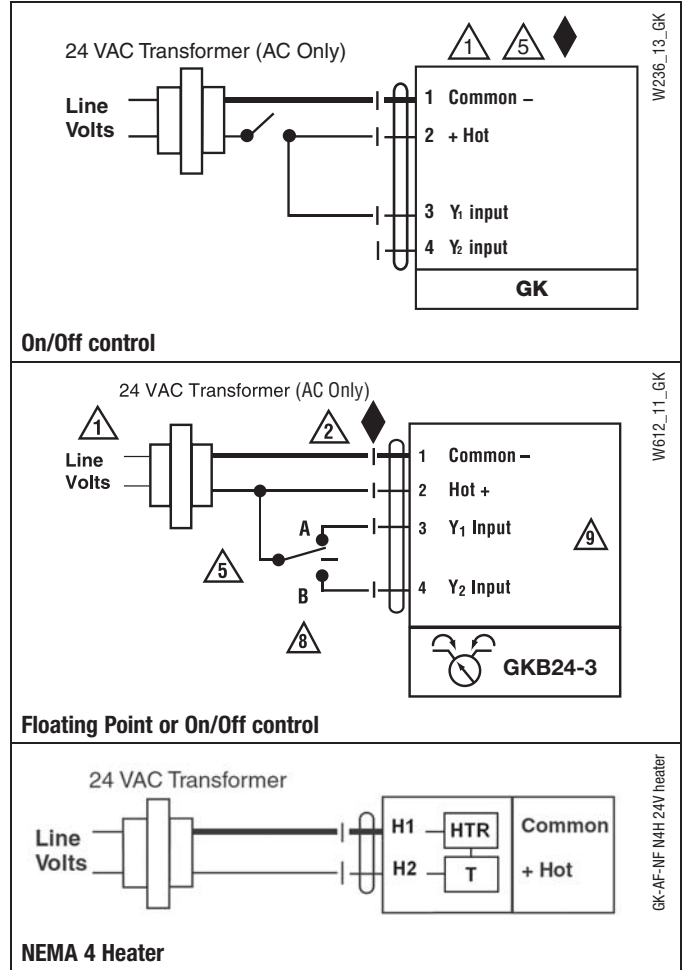 24 VAC Transformer (AC Only)
1 5
W236_13_GK
Line
Volts
1 Common –
2 + Hot
3 Y1 input
4 Y2 input
GK
On/Off control
24 VAC Transformer (AC Only)
1
2
W612_11_GK
Line
Volts
1 Common –
2 Hot +
A
3 Y1 Input
9
5
B
4 Y2 Input
8
GKB24-3
Floating Point or On/Off control
24 VAC Transformer
GK-AF-NF N4H 24V heater
Line
Volts
H1 HTR Common
H2 T + Hot
NEMA 4 Heater